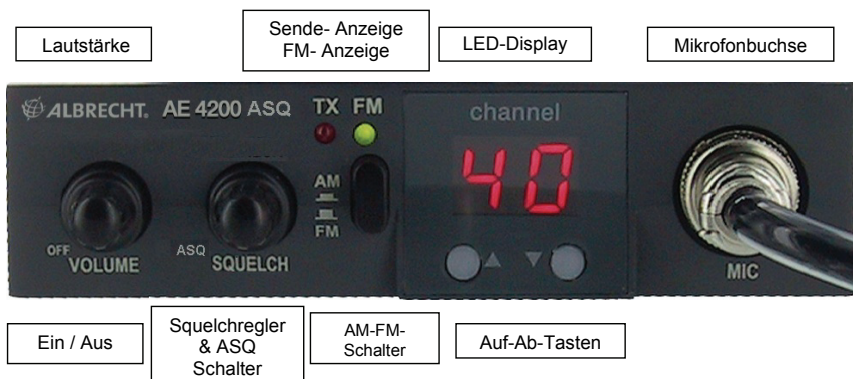 Lautstärke
Sende- Anzeige
FM- Anzeige
LED-Display
Mikrofonbuchse
ALBRECHT. AE 4200 ASQ
TX FM
channel
40
AM
FM
OFF VOLUME
ASQ SQUELCH
MIC
Ein / Aus
Squelchregler
& ASQ
Schalter
AM-FM-
Schalter
Auf-Ab-Tasten